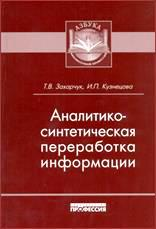 АЗБУКА
Т.В. Захарчук, И.П. Кузнецова
Аналитико-
синтетическая
переработка
информации
ПРОФЕССИЯ